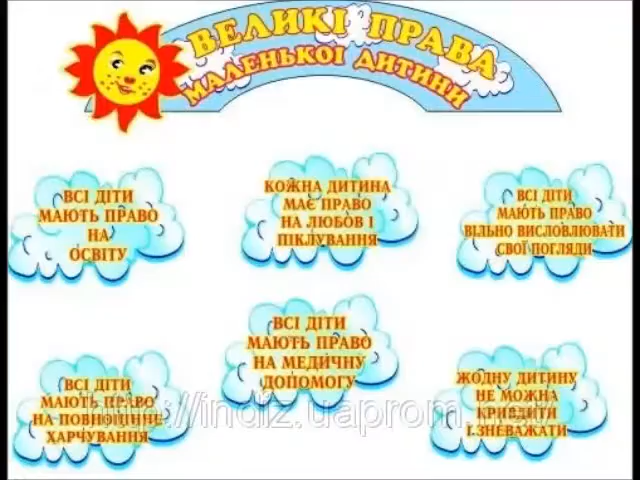 ВЕЛИКІ ПРАВА
МАЛЕНЬКОЇ ДИТИНИ
ВСІ ДІТИ
МАЮТЬ ПРАВО
НА
ОСВІТУ
КОЖНА ДИТИНА
МАЄ ПРАВО
НА ЛЮБОВ І
ПІКЛУВАННЯ
ВСІ ДІТИ
МАЮТЬ ПРАВО
ВІЛЬНО ВИСЛОВЛЮВАТИ
СВОЇ ПОГЛЯДИ
ВСІ ДІТИ
МАЮТЬ ПРАВО
НА ПОВНОЦІННЕ
ХАРЧУВАННЯ
ВСІ ДІТИ
МАЮТЬ ПРАВО
НА МЕДИЧНУ
ДОПОМОГУ
ЖОДНУ ДИТИНУ
НЕ МОЖНА
КРИВДИТИ
І ЗНЕВАЖАТИ
http://indiz.uaprom.net/